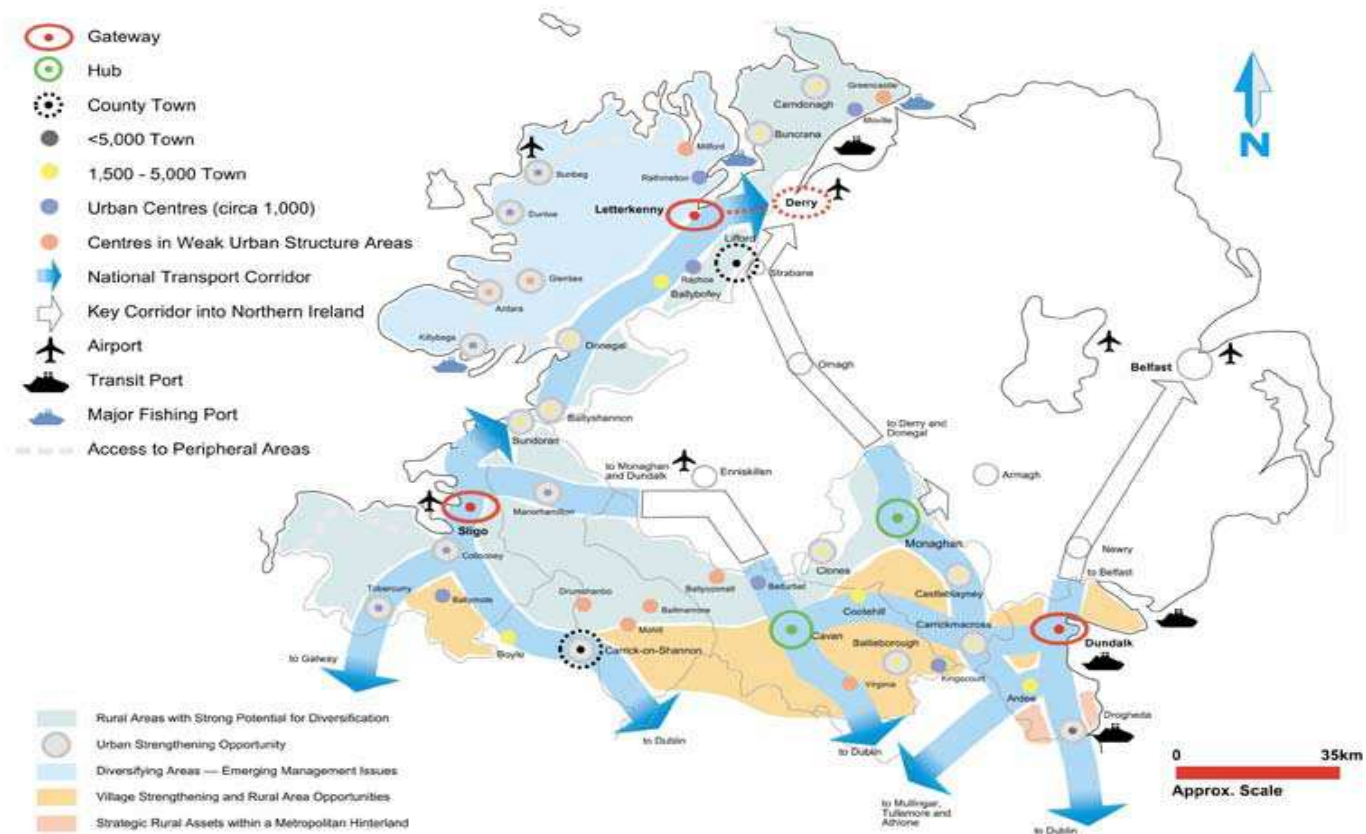 Gateway
Hub
County Town
<5,000 Town
1,500 - 5,000 Town
Urban Centres (circa 1,000)
Centres in Weak Urban Structure Areas
National Transport Corridor
Key Corridor into Northern Ireland
Airport
Transit Port
Major Fishing Port
Access to Peripheral Areas
N
Greencastle
Carndonagh
Moville
Buncrana
Milford
Rathmelton
Bunbeg
Letterkenny
Derry
Dunloe
Lifford
Strabane
Raphoe
Ballybofey
Glenties
Ardara
Killybegs
Donegal
Omagh
Belfast
Ballyshannon
Bundoran
to Derry and
Donegal
to Monaghan
and Dundalk
Enniskillen
Armagh
Manorhamilton
Sligo
Monaghan
Collooney
Newry
to Belfast
Clones
Tobercurry
Ballymote
Drumshanbo
Ballyconnell
Belturbet
Castleblayney
Ballinamore
Cootehill
Mohill
Cavan
Carrickmacross
Dundalk
Boyle
Carrick-on-Shannon
Bailieborough
Kingscourt
to Galway
Virginia
Ardee
Drogheda
to Dublin
to Dublin
to Mullingar,
Tullamore and
Athlone
to Dublin
Rural Areas with Strong Potential for Diversification
Urban Strengthening Opportunity
Diversifying Areas — Emerging Management Issues
Village Strengthening and Rural Area Opportunities
Strategic Rural Assets within a Metropolitan Hinterland
0 35km
Approx. Scale